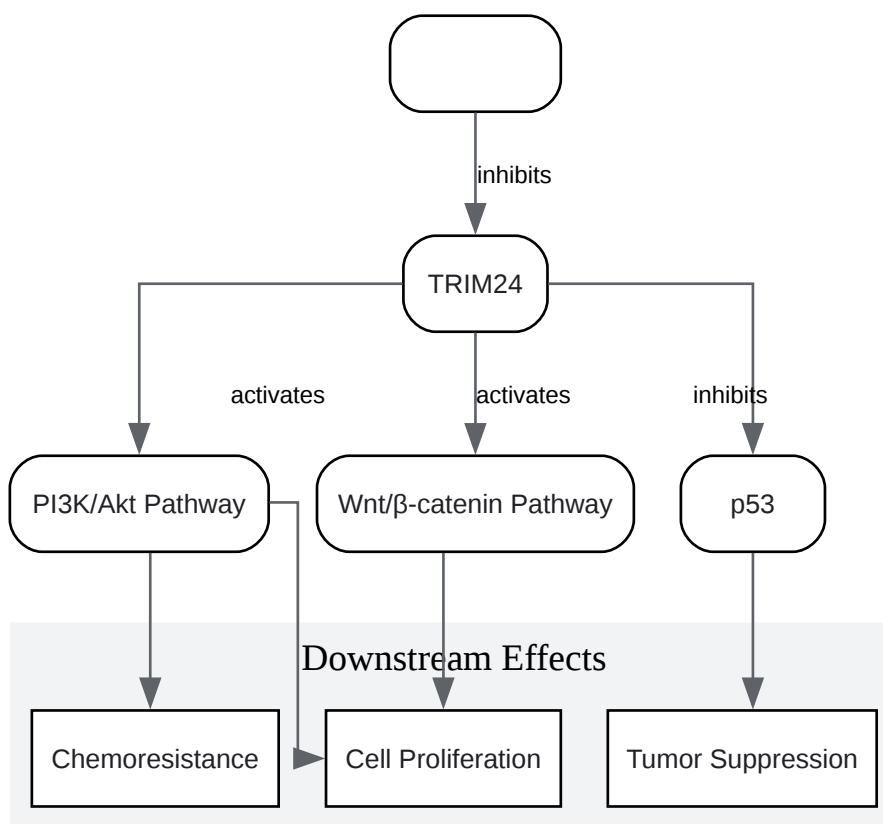 inhibits
TRIM24
activates
activates
inhibits
PI3K/Akt Pathway
Wnt/β-catenin Pathway
p53
Downstream Effects
Chemoresistance
Cell Proliferation
Tumor Suppression